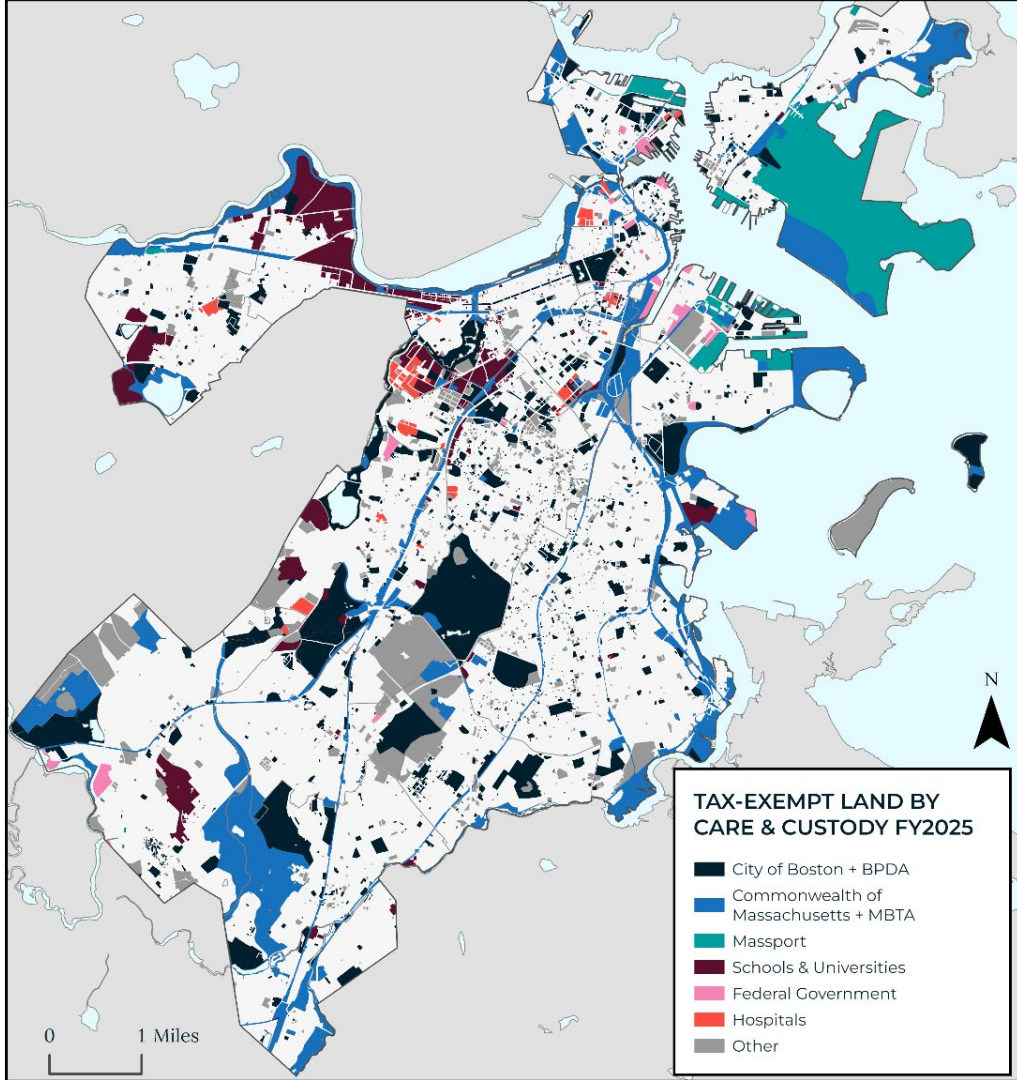 N
TAX-EXEMPT LAND BY
CARE & CUSTODY FY2025
City of Boston + BPDA
Commonwealth of
Massachusetts + MBTA
Massport
Schools & Universities
Federal Government
Hospitals
Other
0 1 Miles